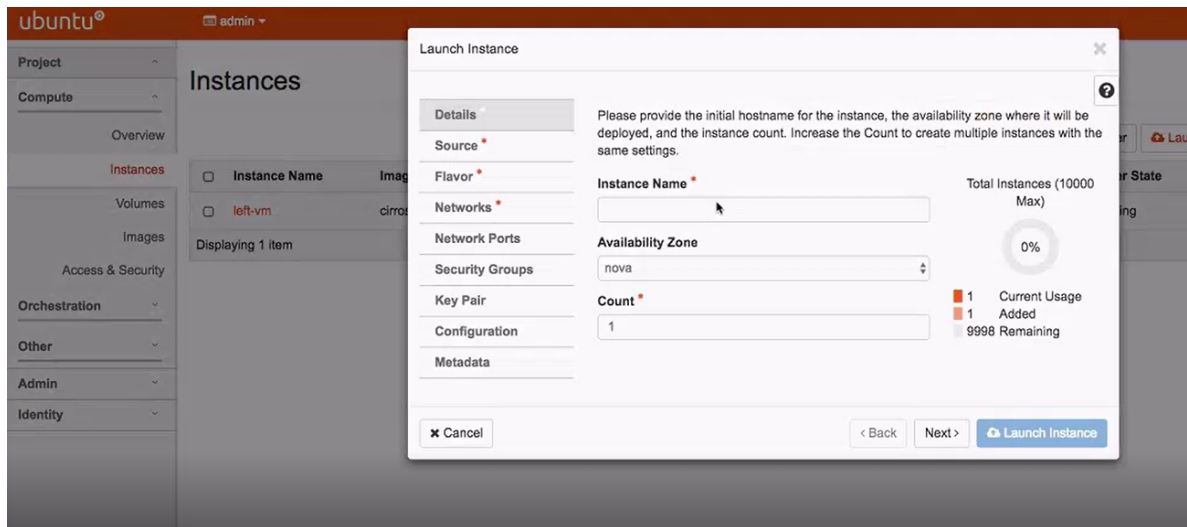 ubuntu®
admin
Project
Compute
Overview
Instances
Volumes
Images
Access & Security
Orchestration
Other
Admin
Identity
Instances
Instance Name
left-vm
cirros
Displaying 1 item
Launch Instance
Details
Source *
Flavor *
Networks *
Network Ports
Security Groups
Key Pair
Configuration
Metadata
Please provide the initial hostname for the instance, the availability zone where it will be
deployed, and the instance count. Increase the Count to create multiple instances with the
same settings.
Instance Name *
Availability Zone
nova
Count *
1
Total Instances (10000
Max)
0%
1 Current Usage
1 Added
9998 Remaining
Cancel
< Back
Next >
Launch Instance
State